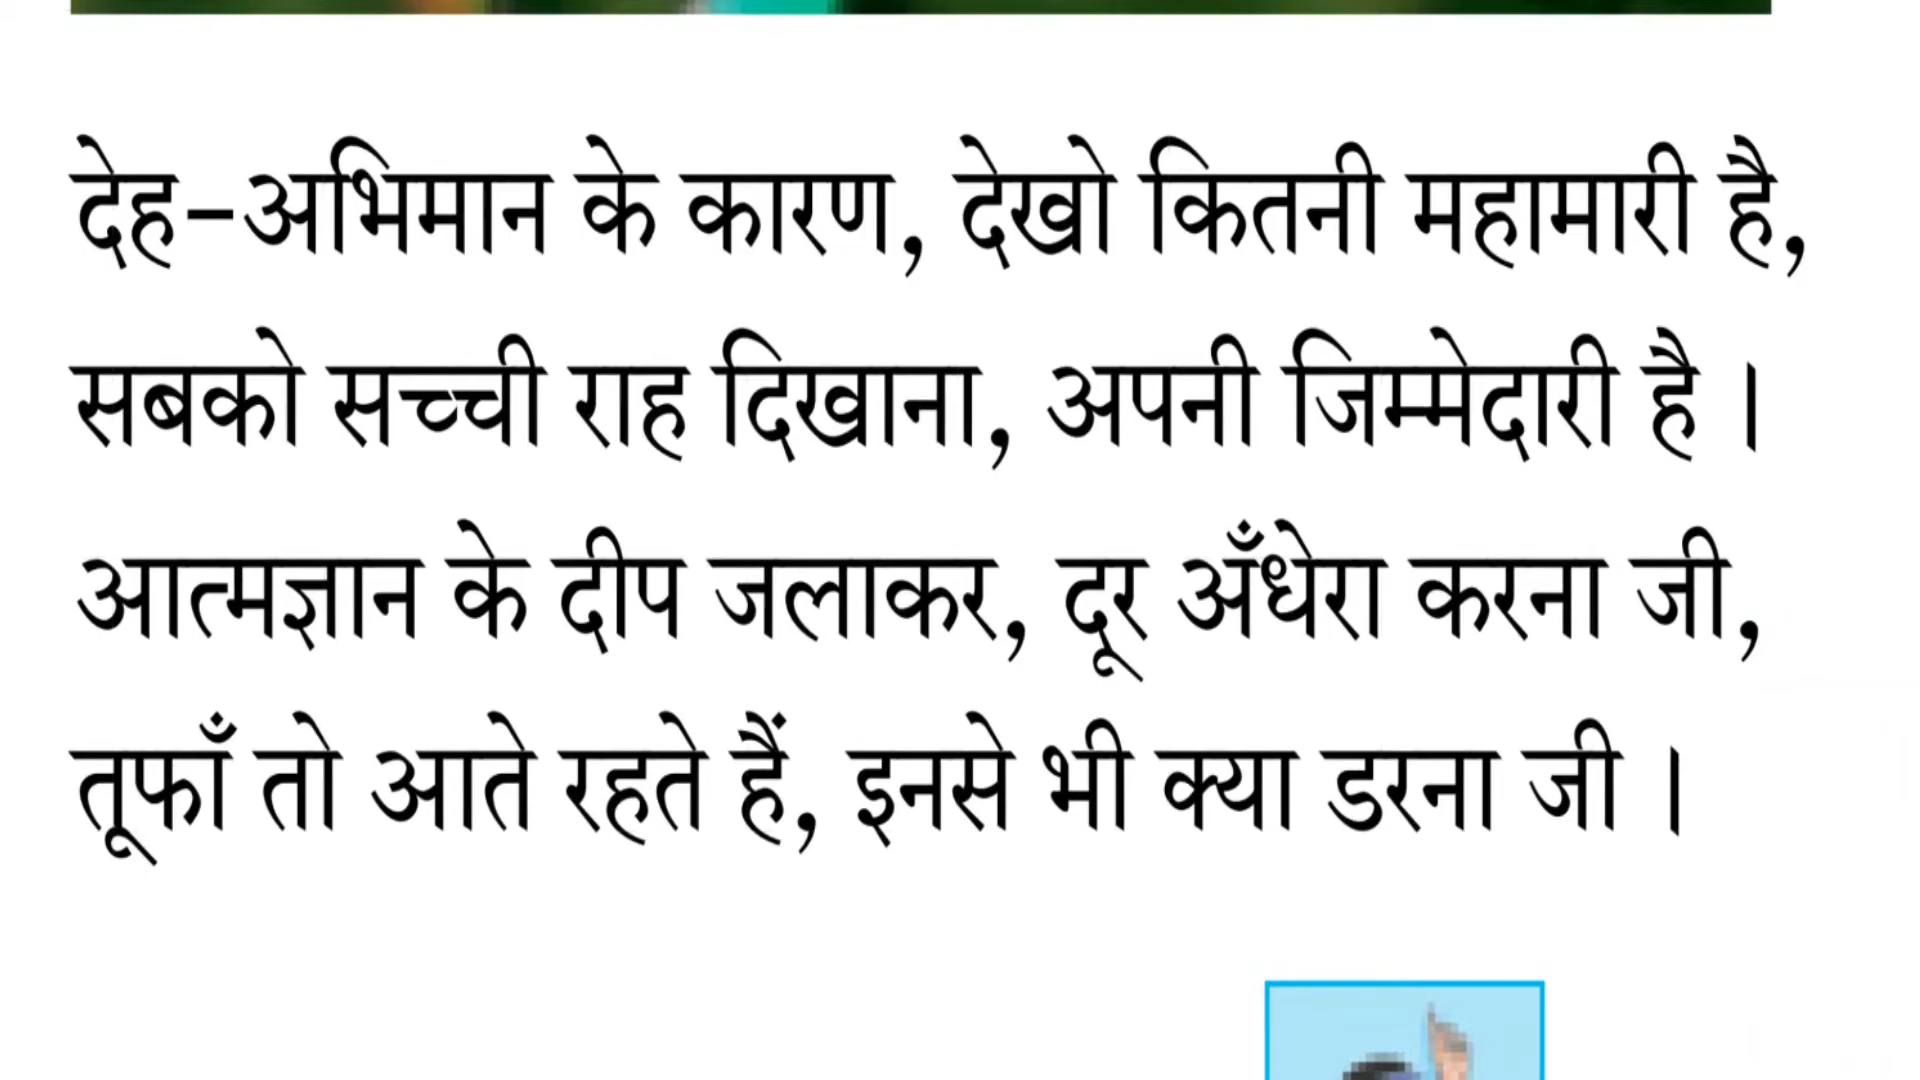 देह-अभिमान के कारण, देखो कितनी महामारी है,
सबको सच्ची राह दिखाना, अपनी जिम्मेदारी है ।
आत्मज्ञान के दीप जलाकर, दूर अँधेरा करना जी,
तूफाँ तो आते रहते हैं, इनसे भी क्या डरना जी ।